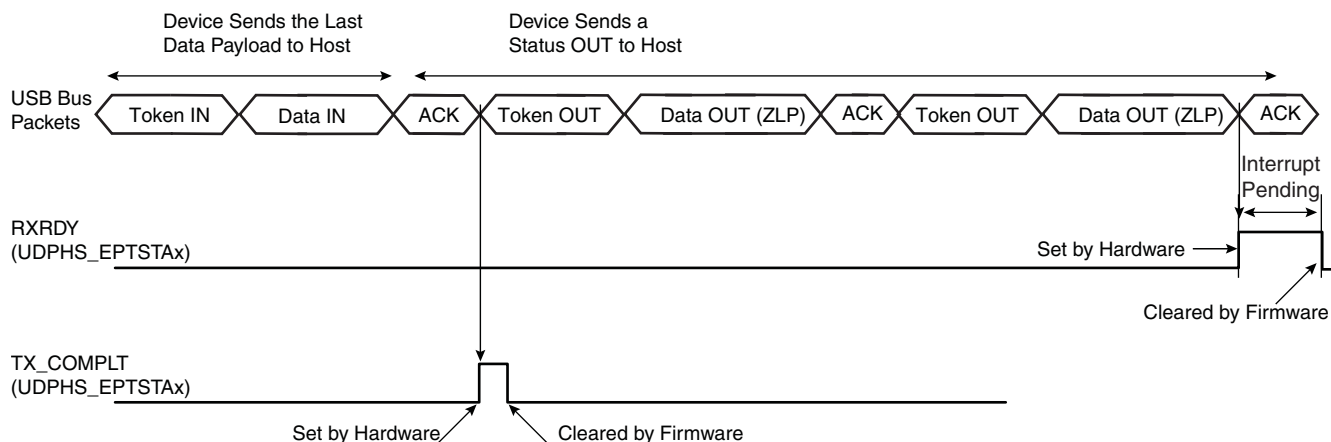 Device Sends the Last
Data Payload to Host
Device Sends a
Status OUT to Host
USB Bus
Packets
Token IN
Data IN
ACK
Token OUT
Data OUT (ZLP)
ACK
Token OUT
Data OUT (ZLP)
ACK
Interrupt
Pending
RXRDY
(UDPHS_EPTSTAx)
Set by Hardware
Cleared by Firmware
TX_COMPLT
(UDPHS_EPTSTAx)
Set by Hardware
Cleared by Firmware